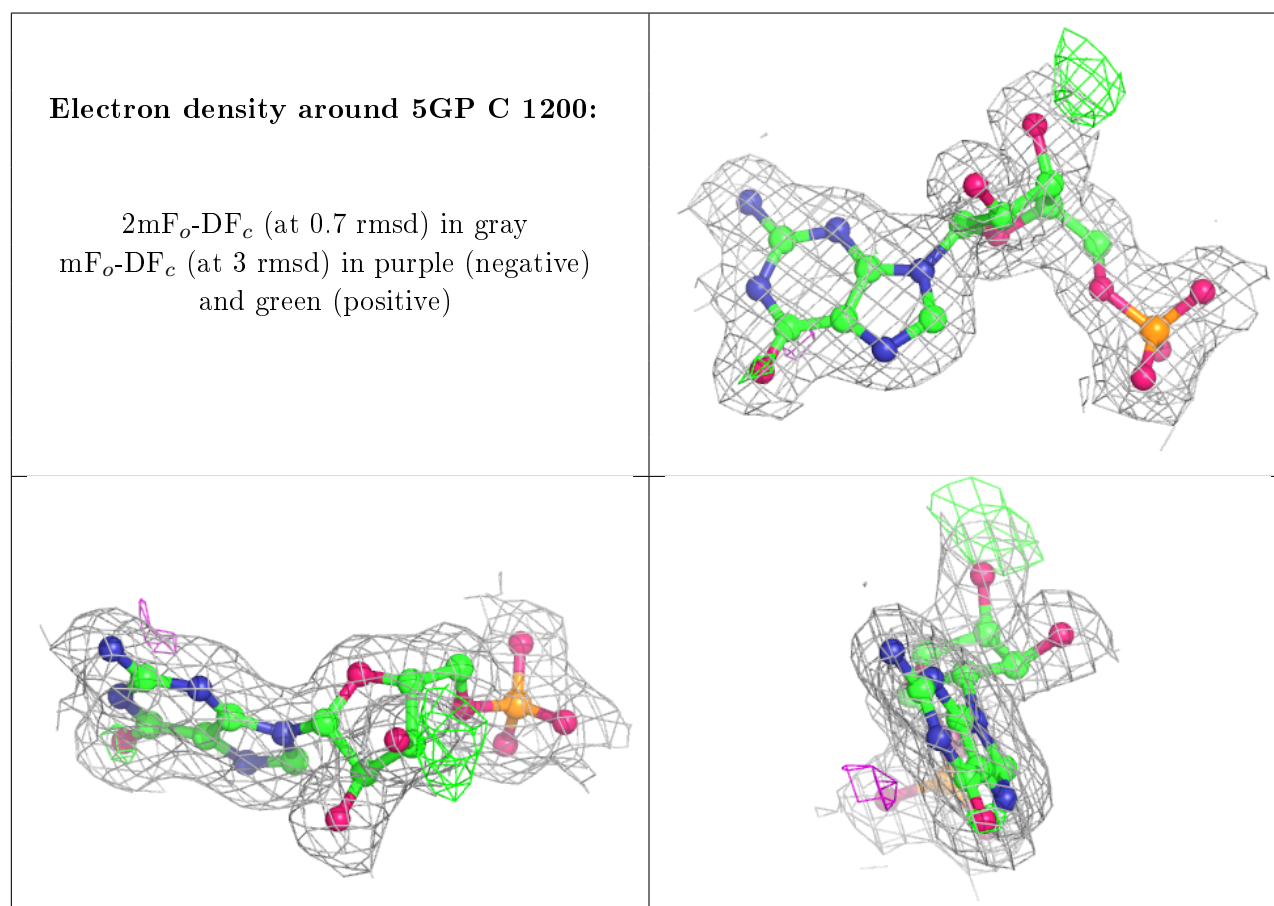 Electron density around 5GP C 1200:
2mFo-DFc (at 0.7 rmsd) in gray
mFo-DFc (at 3 rmsd) in purple (negative)
and green (positive)